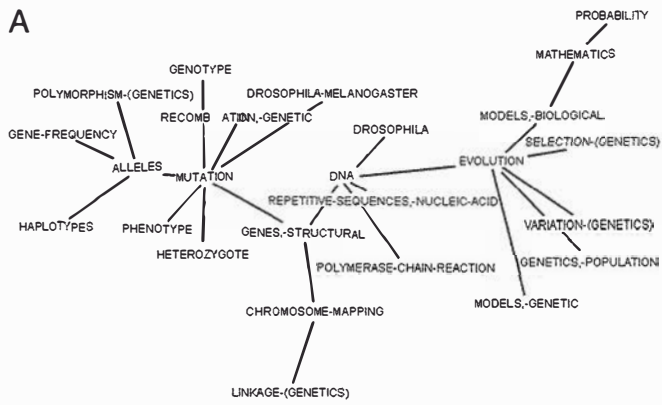 A
PROBABILITY
MATHEMATICS
GENOTYPE
POLYMORPHISM-(GENETICS)
DROSOPHILA-MELANOGASTER
RECOMBATION,-GENETIC
MODELS,-BIOLOGICAL
GENE-FREQUENCY
DROSOPHILA
SELECTION-(GENETICS)
ALLELES
MUTATION
DNA
EVOLUTION
REPETITIVE-SEQUENCES,-NUCLEIC-ACID
HAPLOTYPES
PHENOTYPE
GENES,-STRUCTURAL
VARIATION-(GENETICS)
HETEROZYGOTE
POLYMERASE-CHAIN-REACTION
GENETICS,-POPULATION
MODELS,-GENETIC
CHROMOSOME-MAPPING
LINKAGE-(GENETICS)